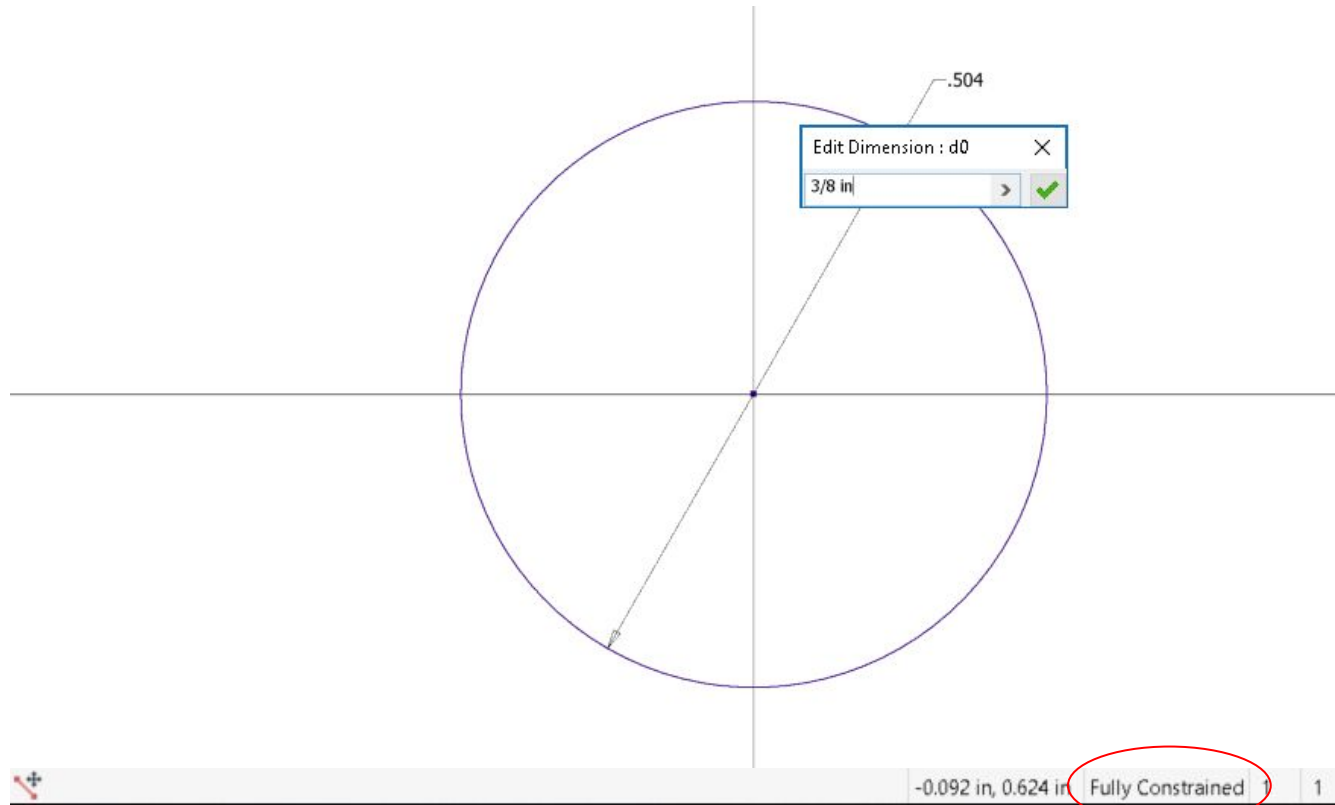 .504
Edit Dimension : d0
3/8 in
-0.092 in, 0.624 in Fully Constrained 1 1